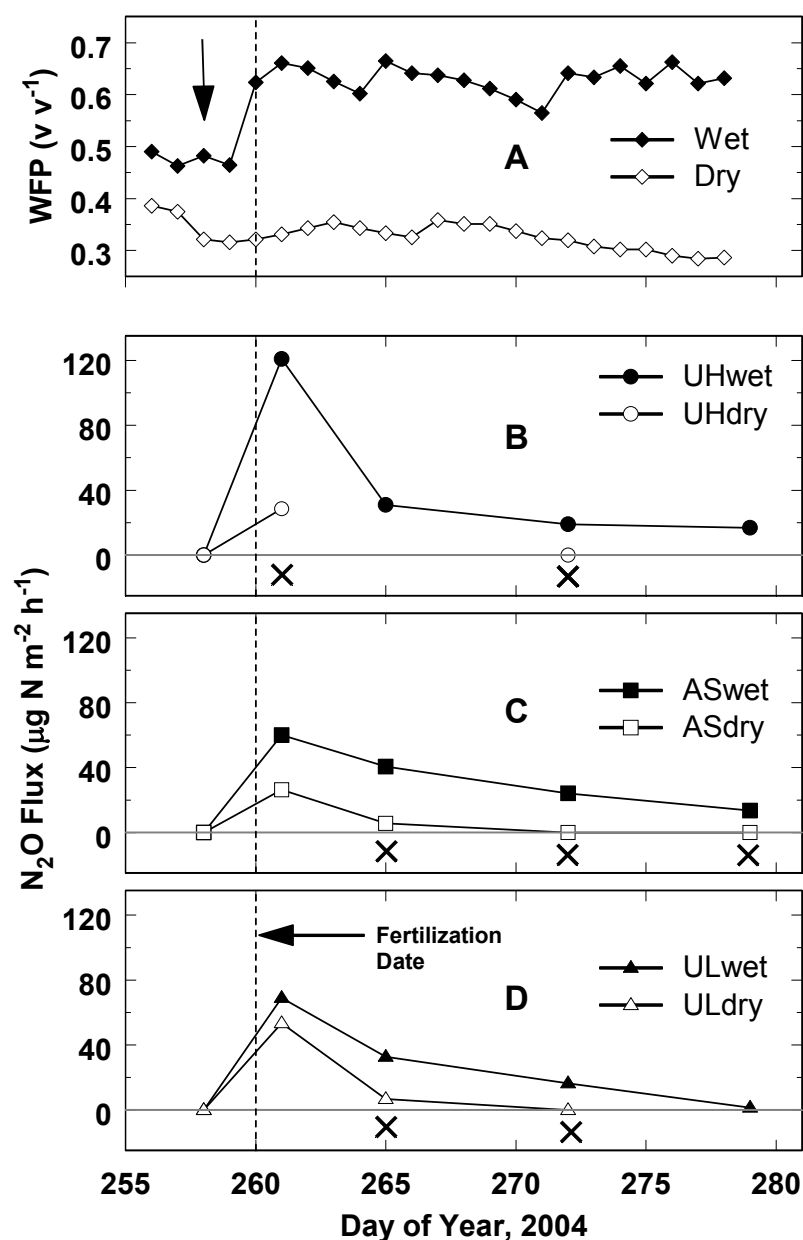 WFP (v v-1)
0.7
0.6
0.5
0.4
0.3
A
Wet
Dry
N2O Flux (µg N m-2 h-1)
120
80
40
0
B
UHwet
UHdry
120
80
40
0
C
ASwet
ASdry
120
80
40
0
Fertilization
Date
D
ULwet
ULdry
255 260 265 270 275 280
Day of Year, 2004